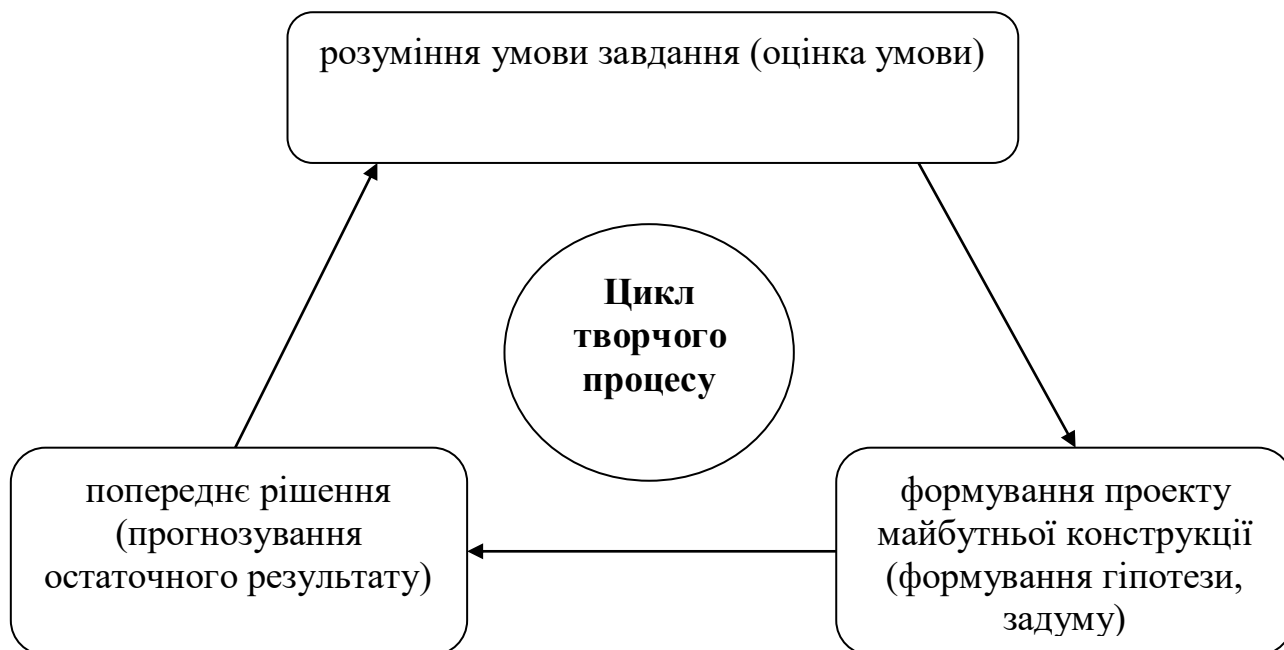 розуміння умови завдання (оцінка умови)
Цикл
творчого
процесу
попереднє рішення
(прогнозування
остаточного результату)
формування проекту
майбутньої конструкції
(формування гіпотези,
задуму)